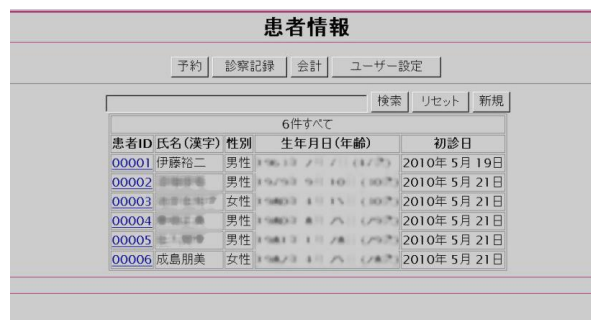 患者情報
予約 診察記録 会計 ユーザー設定
検索 リセット 新規
6件すべて
患者ID 氏名(漢字) 性別 生年月日(年齢) 初診日
00001 伊藤裕二 男性 2010年 5月 19日
00002 男性 2010年 5月 21日
00003 女性 2010年 5月 21日
00004 男性 2010年 5月 21日
00005 男性 2010年 5月 21日
00006 成島朋美 女性 2010年 5月 21日